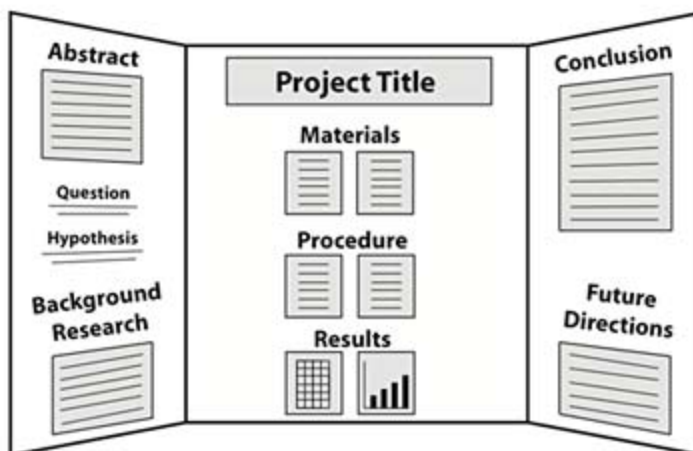 Abstract
Question
Hypothesis
Background
Research
Project Title
Materials
Procedure
Results
Conclusion
Future
Directions